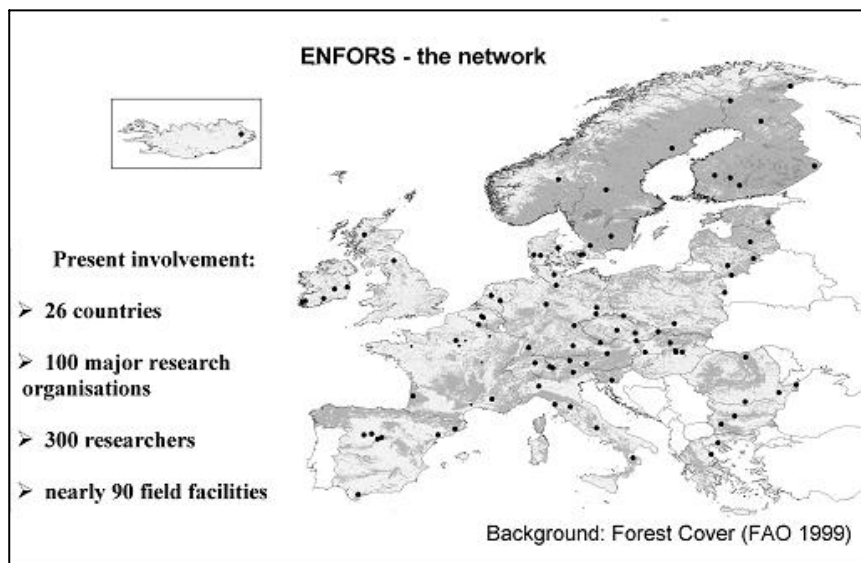 ENFORS - the network
Present involvement:
➢ 26 countries
➢ 100 major research
organisations
➢ 300 researchers
➢ nearly 90 field facilities
Background: Forest Cover (FAO 1999)